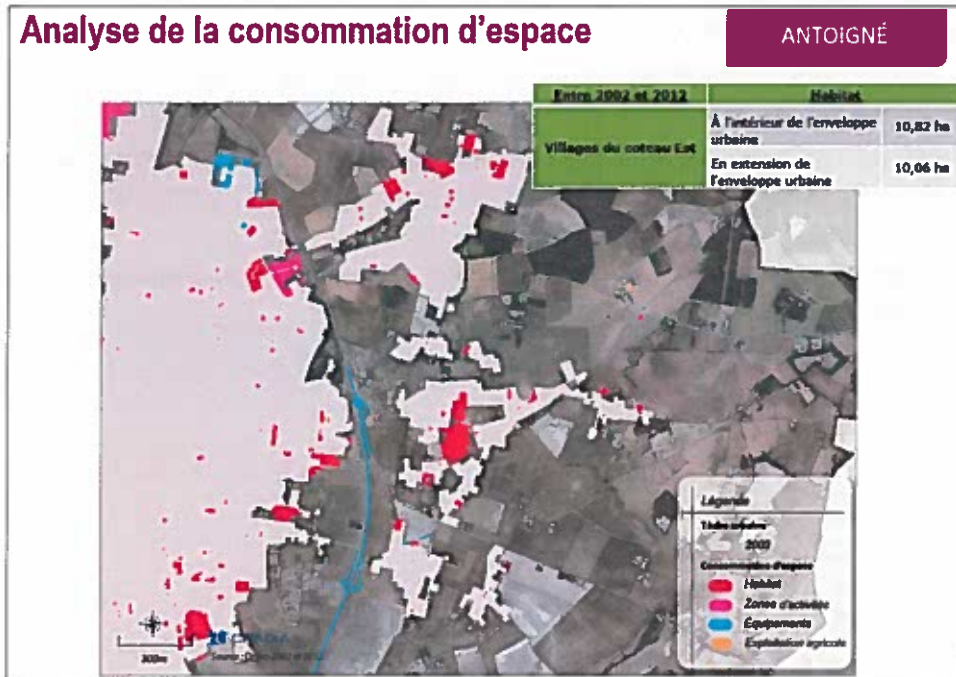 Analyse de la consommation d'espace
ANTOIGNÉ
Entre 2002 et 2012
Habitat
Villages du coteau Est
À l'intérieur de l'enveloppe
urbaine
10,82 ha
En extension de
l'enveloppe urbaine
10,06 ha
Légende
2002
Consommation d'espace
Habitat
Zones d'activités
Équipements
Exploitation agricole
300m